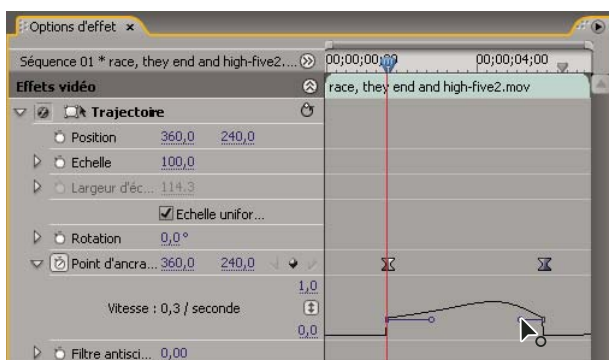 Options d'effet ×
Séquence 01 * race, they end and high-five2.... 00;00;00;00 00;00;04;00
Effets vidéo race, they end and high-five2.mov
Trajectoire
Position 360,0 240,0
Echelle 100,0
Largeur d'éc... 114.3
Echelle unifor...
Rotation 0,0°
Point d'ancra... 360,0 240,0
1,0
Vitesse : 0,3 / seconde
0,0
Filtre antisci... 0,00